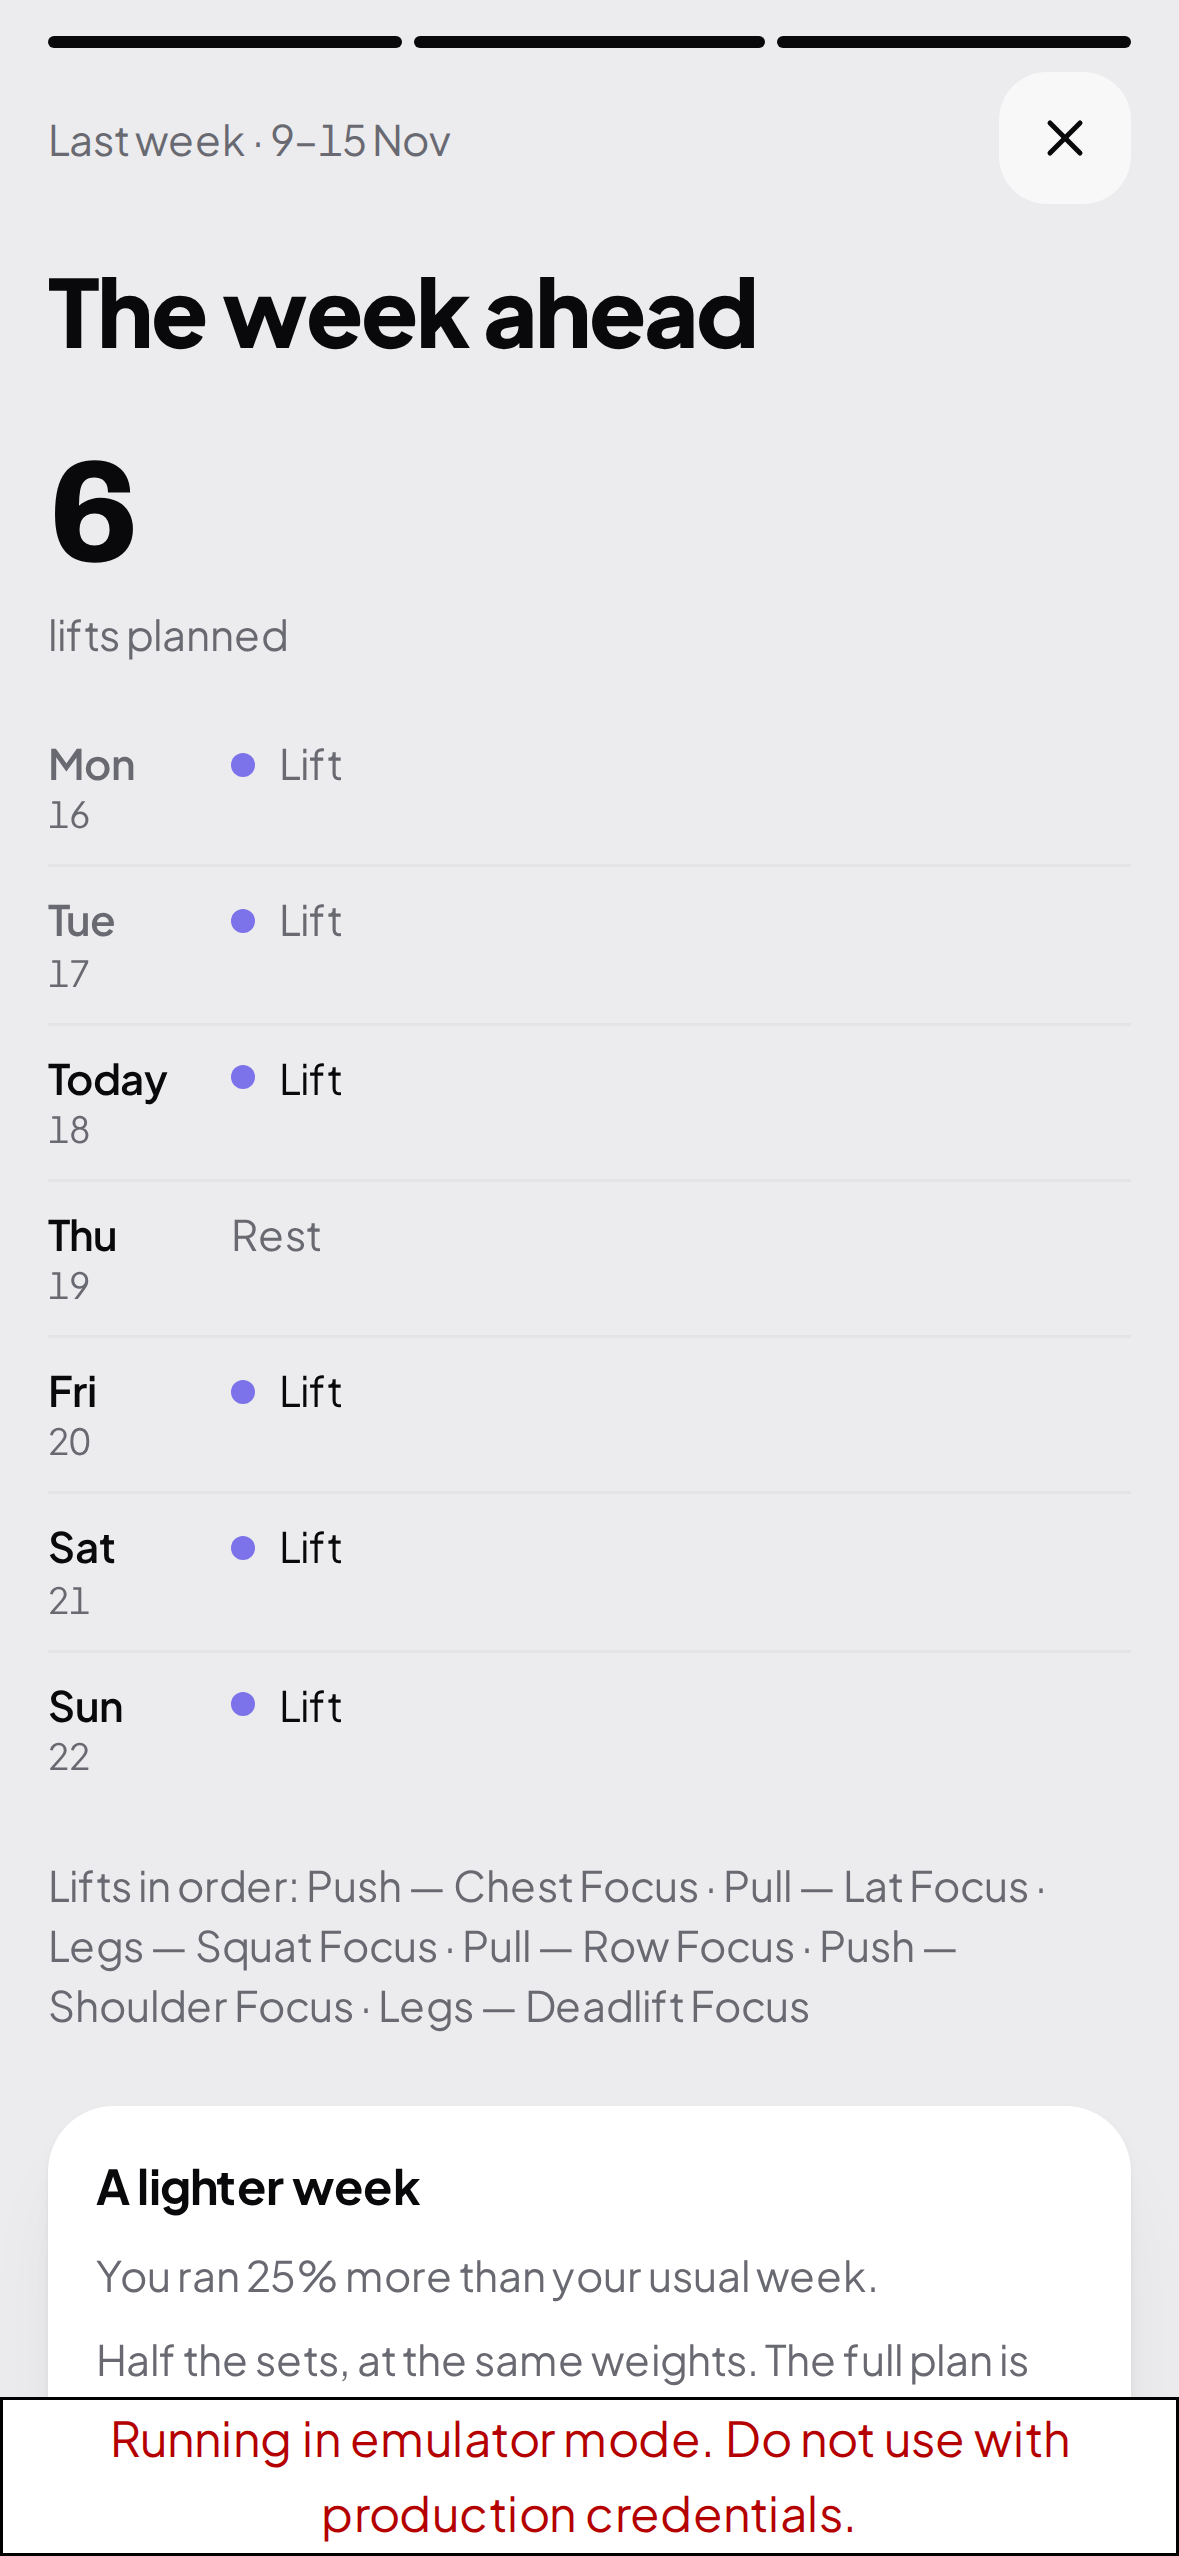 Last week · 9–15 Nov
The week ahead
6
lifts planned
Mon
Lift
16
Tue
Lift
17
Today
Lift
18
Thu
Rest
19
Fri
Lift
20
Sat
Lift
21
Sun
Lift
22
Lifts in order: Push — Chest Focus · Pull — Lat Focus ·
Legs — Squat Focus · Pull — Row Focus · Push —
Shoulder Focus · Legs — Deadlift Focus
A lighter week
You ran 25% more than your usual week.
Half the sets, at the same weights. The full plan is
Running in emulator mode. Do not use with
production credentials.